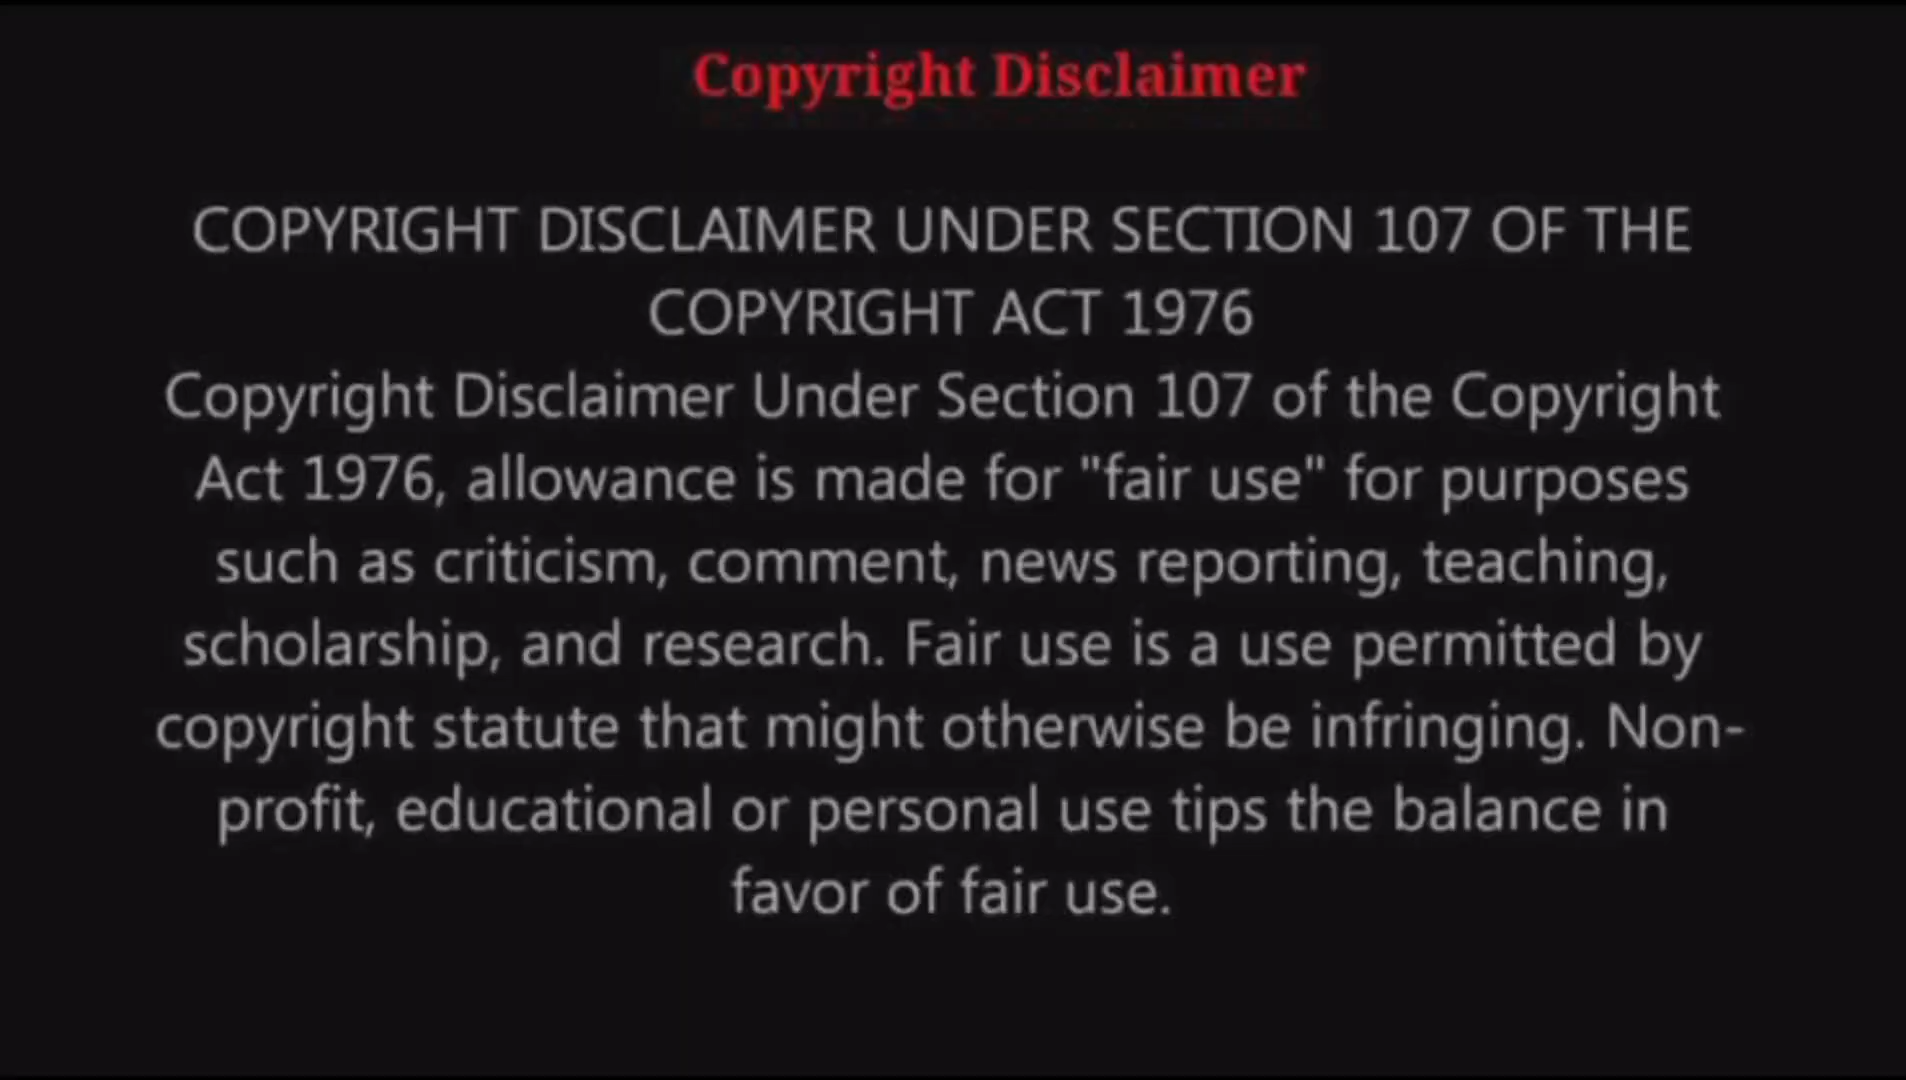 Copyright Disclaimer
COPYRIGHT DISCLAIMER UNDER SECTION 107 OF THE
COPYRIGHT ACT 1976
Copyright Disclaimer Under Section 107 of the Copyright
Act 1976, allowance is made for "fair use" for purposes
such as criticism, comment, news reporting, teaching,
scholarship, and research. Fair use is a use permitted by
copyright statute that might otherwise be infringing. Non-
profit, educational or personal use tips the balance in
favor of fair use.